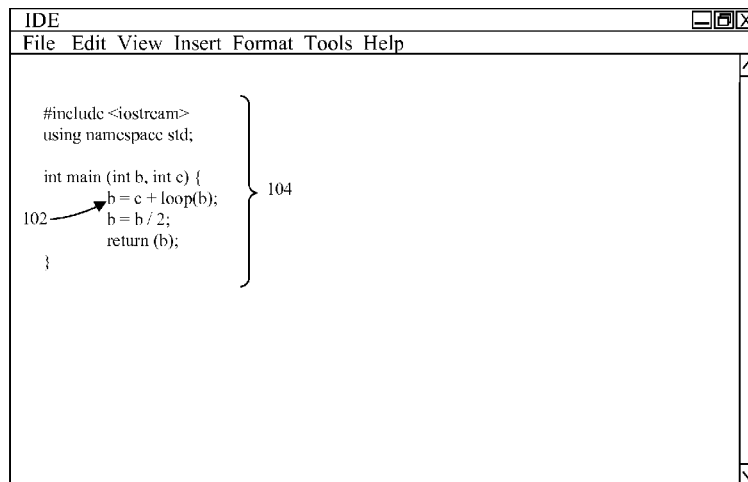 IDE
File Edit View Insert Format Tools Help
#include <iostream>
using namespace std;
int main (int b, int c) {
b = c + loop(b);
b = b / 2;
return (b);
}
102
104